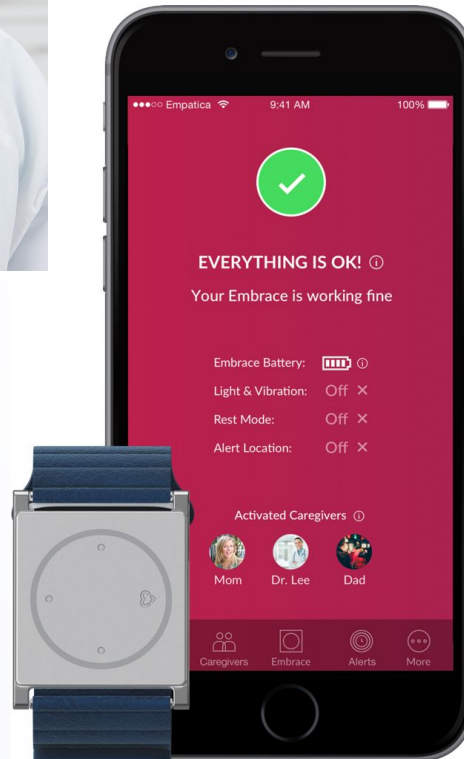 Empatica 9:41 AM 100%
EVERYTHING IS OK!
Your Embrace is working fine
Embrace Battery:
Light & Vibration: Off ×
Rest Mode: Off ×
Alert Location: Off ×
Activated Caregivers
Mom Dr. Lee Dad
Caregivers Embrace Alerts More